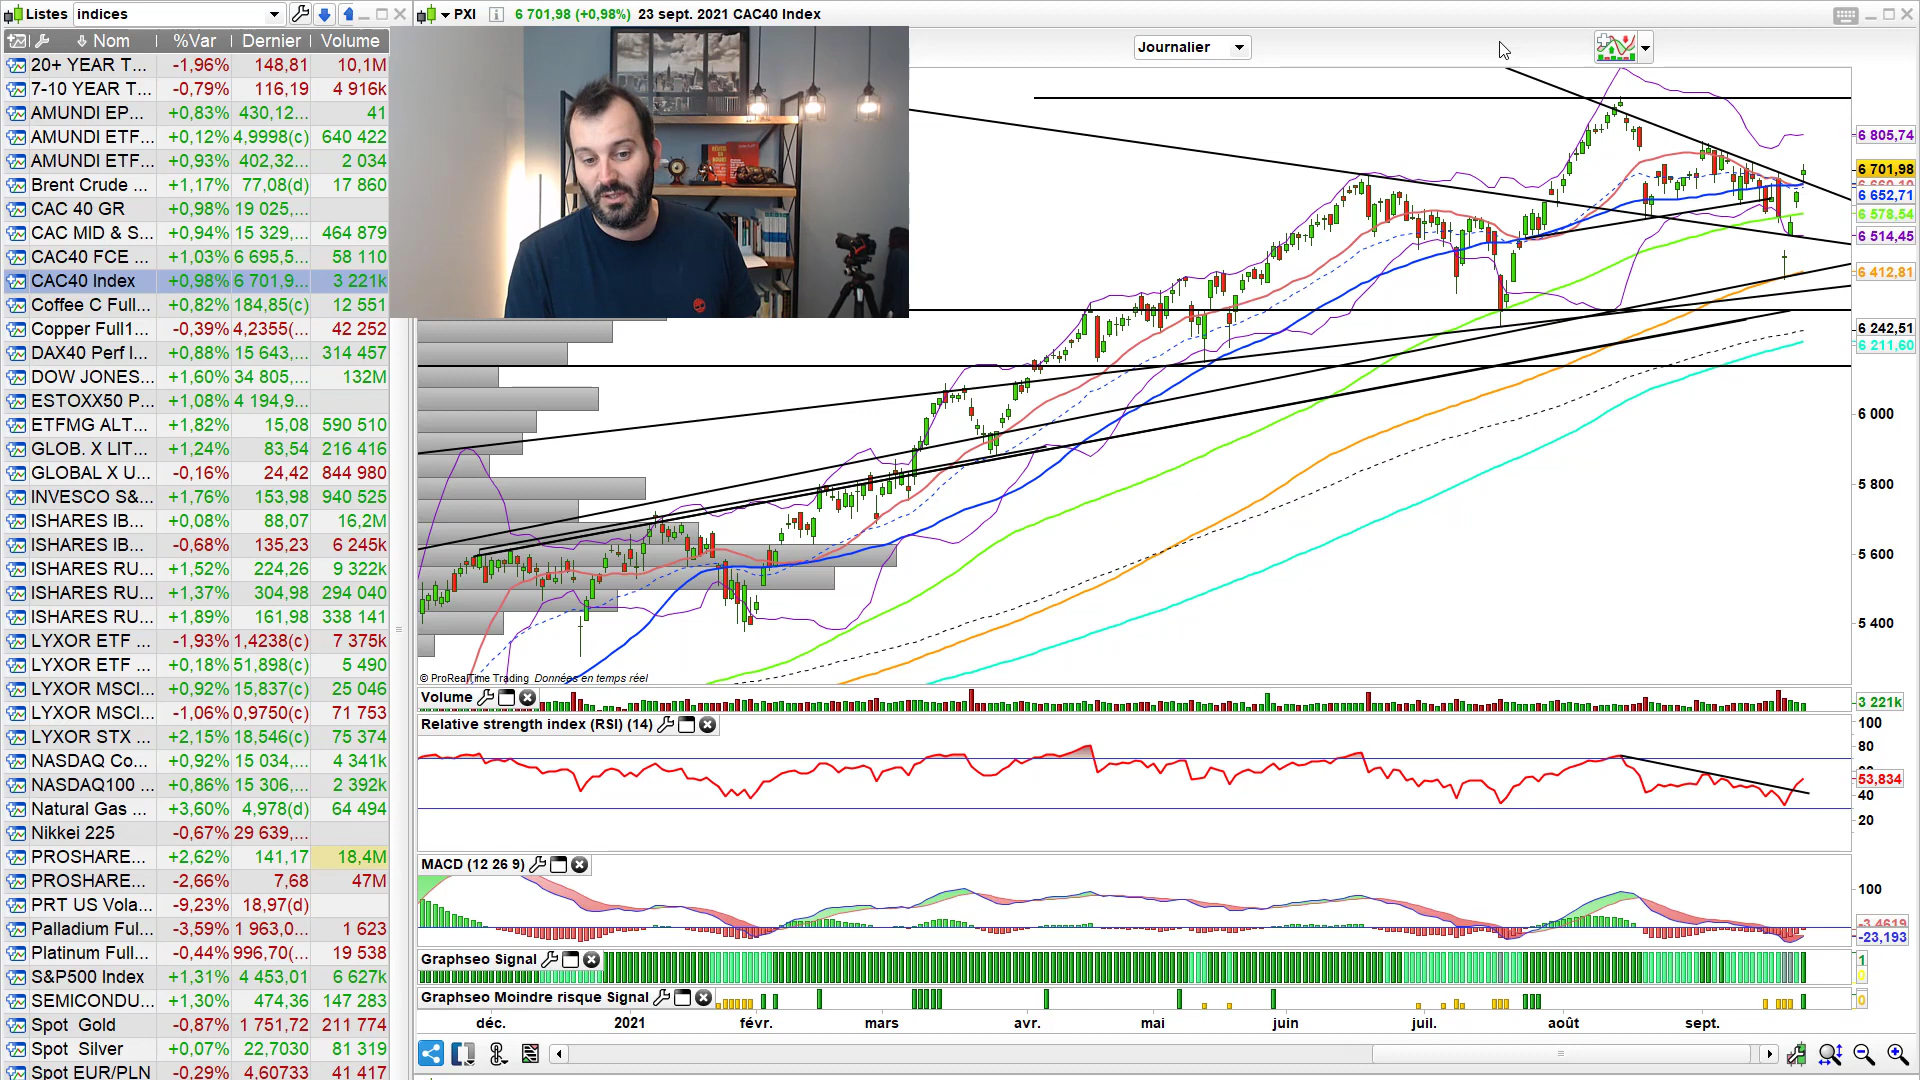 Listes indices
PXI 6 701,98 (+0,98%) 23 sept. 2021 CAC40 Index
Journalier
Nom %Var Dernier Volume
20+ YEAR T... -1,96% 148,81 10,1M
7-10 YEAR T... -0,79% 116,19 4 916k
AMUNDI EP... +0,83% 430,12... 41
AMUNDI ETF... +0,12% 4,9998(c) 640 422
AMUNDI ETF... +0,93% 402,32... 2 034
Brent Crude ... +1,17% 77,08(d) 17 860
CAC 40 GR +0,98% 19 025,...
CAC MID & S... +0,94% 15 329,... 464 879
CAC40 FCE ... +1,03% 6 695,5... 58 110
CAC40 Index +0,98% 6 701,9... 3 221k
Coffee C Full... +0,82% 184,85(c) 12 551
Copper Full1... -0,39% 4,2355(... 42 252
DAX40 Perf I... +0,88% 15 643,... 314 457
DOW JONES... +1,60% 34 805,... 132M
ESTOXX50 P... +1,08% 4 194,9...
ETFMG ALT... +1,82% 15,08 590 510
GLOB. X LIT... +1,24% 83,54 216 416
GLOBAL X U... -0,16% 24,42 844 980
INVESCO S&... +1,76% 153,98 940 525
ISHARES IB... +0,08% 88,07 16,2M
ISHARES IB... -0,68% 135,23 6 245k
ISHARES RU... +1,52% 224,26 9 322k
ISHARES RU... +1,37% 304,98 294 040
ISHARES RU... +1,89% 161,98 338 141
LYXOR ETF ... -1,93% 1,4238(c) 7 375k
LYXOR ETF ... +0,18% 51,898(c) 5 490
LYXOR MSCI... +0,92% 15,837(c) 25 046
LYXOR MSCI... -1,06% 0,9750(c) 71 753
LYXOR STX ... +2,15% 18,546(c) 75 374
NASDAQ Co... +0,92% 15 034,... 4 341k
NASDAQ100 +0,86% 15 306,... 2 392k
Natural Gas ... +3,60% 4,978(d) 64 494
Nikkei 225 -0,67% 29 639,...
PROSHARE... +2,62% 141,17 18,4M
PROSHARE... -2,66% 7,68 47M
PRT US Vola... -9,23% 18,97(d)
Palladium Ful... -3,59% 1 963,0... 1 623
Platinum Full... -0,44% 996,70(... 19 538
S&P500 Index +1,31% 4 453,01 6 627k
SEMICONDU... +1,30% 474,36 147 283
Spot Gold -0,87% 1 751,72 211 774
Spot Silver +0,07% 22,7030 81 319
Spot EUR/PLN -0,29% 4,60733 41 417
6 805,74
6 701,98
6 652,71
6 578,54
6 514,45
6 412,81
6 242,51
6 211,60
6 000
5 800
5 600
5 400
© ProRealTime Trading Données en temps réel
Volume
3 221k
Relative strength index (RSI) (14)
100
80
53,834
40
20
MACD (12 26 9)
100
-3,4619
-23,193
Graphseo Signal
1
0
Graphseo Moindre risque Signal
0
déc. 2021 févr. mars avr. mai juin juil. août sept.